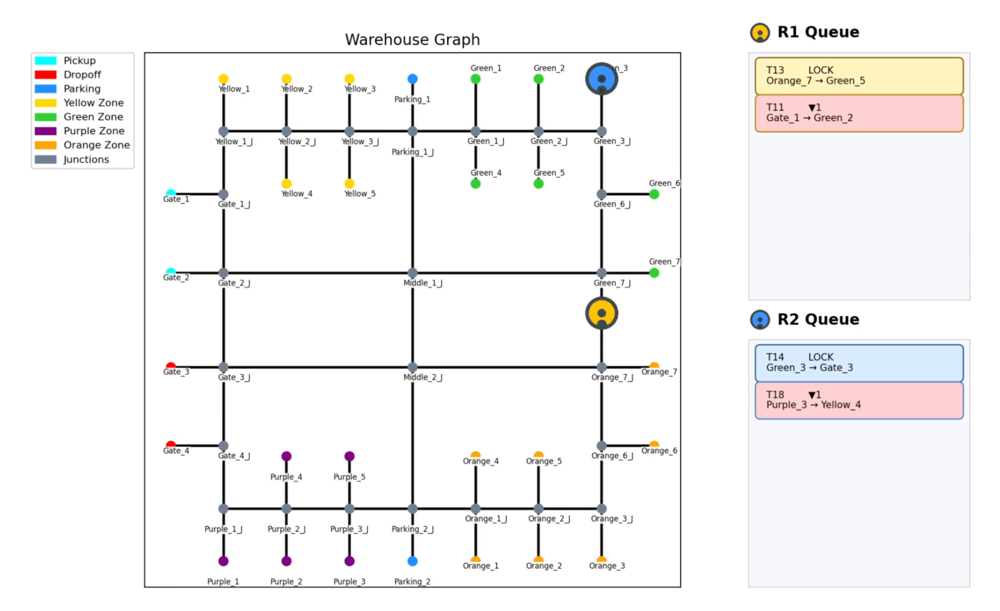 Warehouse Graph
Pickup
Dropoff
Parking
Yellow Zone
Green Zone
Purple Zone
Orange Zone
Junctions
Green_1
Green_2
n_3
Yellow_1
Yellow_2
Yellow_3
Parking_1
Yellow_1_J
Yellow_2_J
Yellow_3_J
Parking_1_J
Green_1_J
Green_2_J
Green_3_J
Green_4
Green_5
Green_6
Yellow_4
Yellow_5
Gate_1
Gate_1_J
Green_6_J
Green_7
Gate_2
Gate_2_J
Middle_1_J
Green_7_J
Gate_3
Gate_3_J
Middle_2_J
Orange_7_J
Orange_7
Gate_4
Gate_4_J
Orange_4
Orange_5
Orange_6_J
Orange_6
Purple_4
Purple_5
Purple_1_J
Purple_2_J
Purple_3_J
Parking_2_J
Orange_1_J
Orange_2_J
Orange_3_J
Orange_1
Orange_2
Orange_3
Purple_1
Purple_2
Purple_3
Parking_2
R1 Queue
T13 LOCK
Orange_7 → Green_5
T11 ▼1
Gate_1 → Green_2
R2 Queue
T14 LOCK
Green_3 → Gate_3
T18 ▼1
Purple_3 → Yellow_4